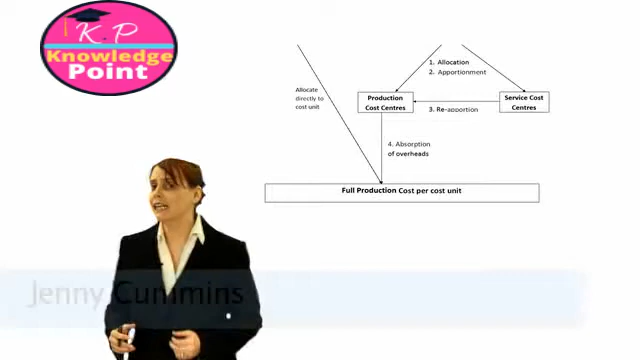 K.P
Knowledge
Point
1. Allocation
2. Apportionment
Allocate
directly to
cost unit
Production
Cost Centres
Service Cost
Centres
3. Re-apportion
4. Absorption
of overheads
Full Production Cost per cost unit
Jenny Cummins